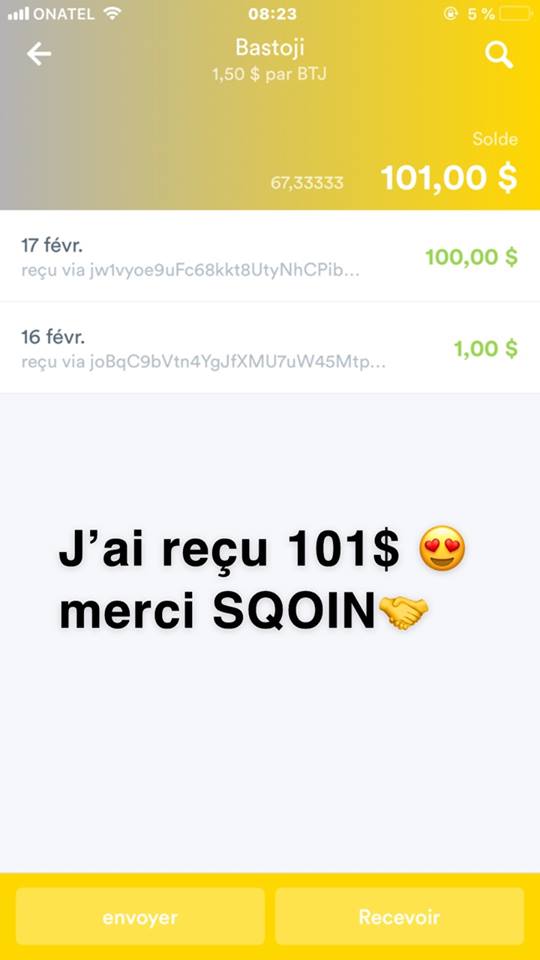 ONATEL 08:23 5 %
Bastoji
1,50 $ par BTJ
Solde
67,33333 101,00 $
17 févr.
reçu via jw1vyoe9uFc68kkt8UtyNhCPib... 100,00 $
16 févr.
reçu via joBqC9bVtn4YgJfXMU7uW45Mtp... 1,00 $
J’ai reçu 101$ 😍
merci SQOIN🤝
envoyer Recevoir